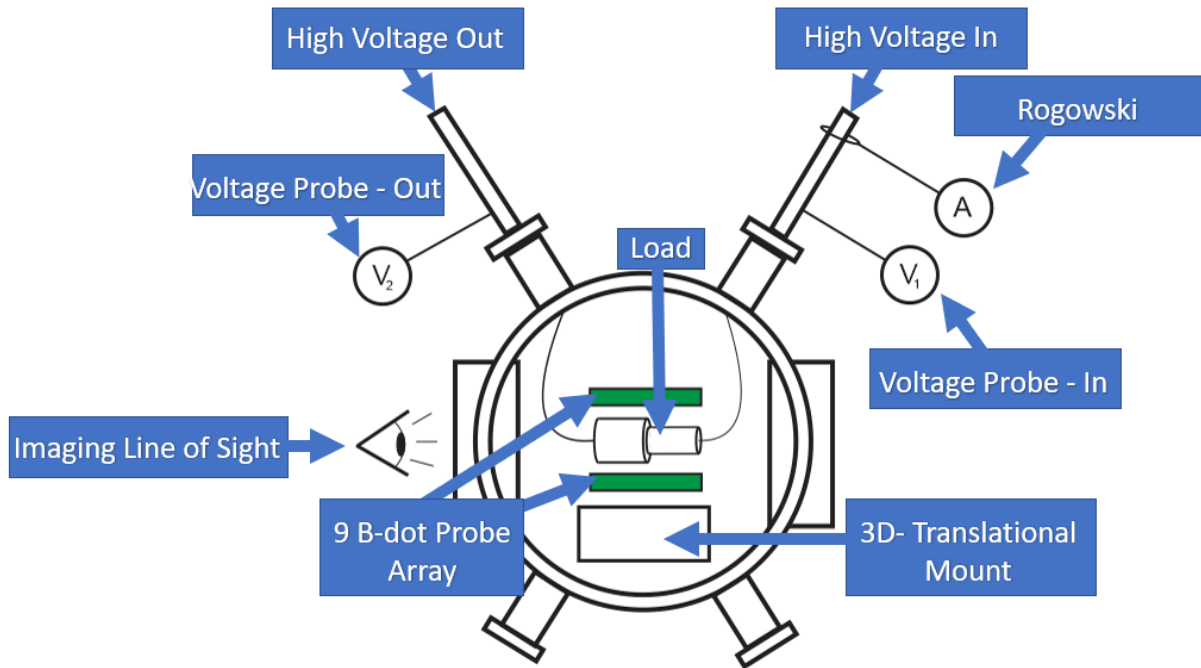 High Voltage Out
High Voltage In
Rogowski
Voltage Probe - Out
A
Load
V₂
V₁
Voltage Probe - In
Imaging Line of Sight
9 B-dot Probe
Array
3D- Translational
Mount